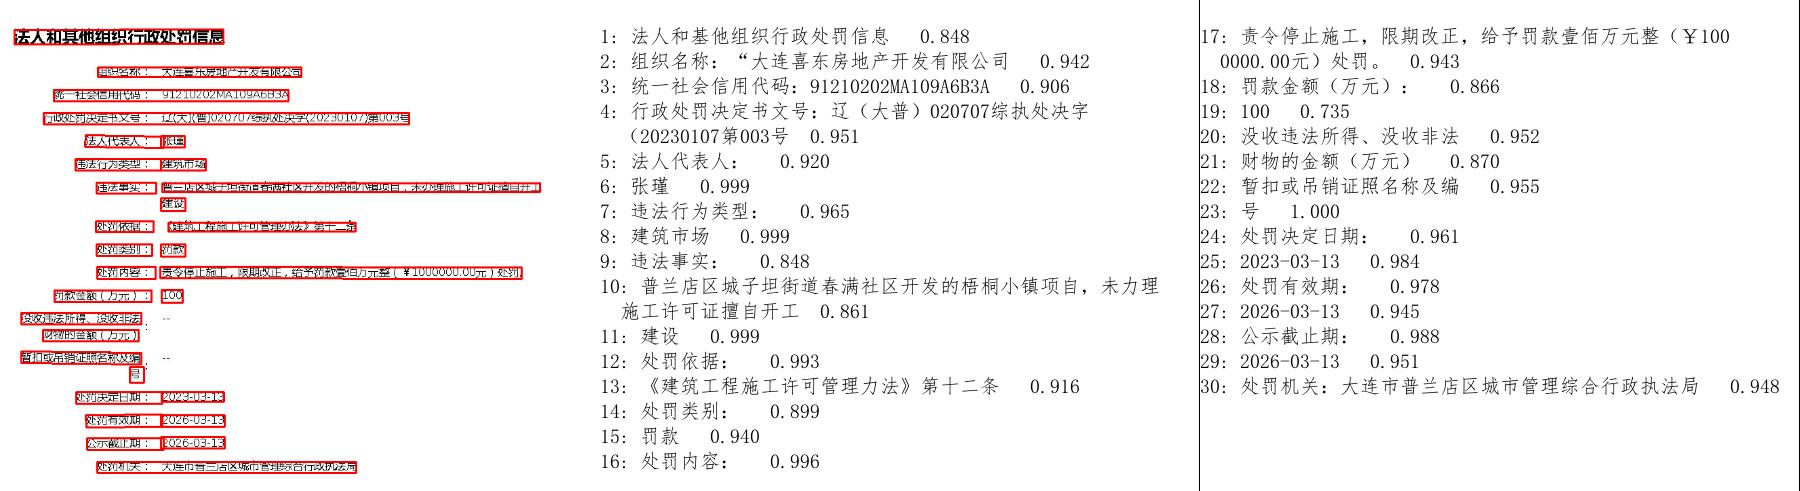 法人和其他组织行政处罚信息
组织名称： 大连喜东房地产开发有限公司
统一社会信用代码： 91210202MA109A6B3A
行政处罚决定书文号： 辽(大)(普)020707综执处决字(20230107)第003号
法人代表人： 张瑾
违法行为类型： 建筑市场
违法事实： 普兰店区城子坦街道春满社区开发的梧桐小镇项目，未办理施工许可证擅自开工
建设
处罚依据： 《建筑工程施工许可管理办法》第十二条
处罚类别： 罚款
处罚内容： 责令停止施工，限期改正，给予罚款壹佰万元整（￥1000000.00元）处罚。
罚款金额（万元）： 100
没收违法所得、没收非法 --
财物的金额（万元） ：
暂扣或吊销证照名称及编 --
号 ：
处罚决定日期： 2023-03-13
处罚有效期： 2026-03-13
公示截止期： 2026-03-13
处罚机关： 大连市普兰店区城市管理综合行政执法局
1: 法人和基他组织行政处罚信息 0.848
2: 组织名称：“大连喜东房地产开发有限公司 0.942
3: 统一社会信用代码：91210202MA109A6B3A 0.906
4: 行政处罚决定书文号：辽（大普）020707综执处决字
（20230107第003号 0.951
5: 法人代表人： 0.920
6: 张瑾 0.999
7: 违法行为类型： 0.965
8: 建筑市场 0.999
9: 违法事实： 0.848
10: 普兰店区城子坦街道春满社区开发的梧桐小镇项目，未力理
施工许可证擅自开工 0.861
11: 建设 0.999
12: 处罚依据： 0.993
13: 《建筑工程施工许可管理力法》第十二条 0.916
14: 处罚类别： 0.899
15: 罚款 0.940
16: 处罚内容： 0.996
17: 责令停止施工，限期改正，给予罚款壹佰万元整（￥100
0000.00元）处罚。 0.943
18: 罚款金额（万元）： 0.866
19: 100 0.735
20: 没收违法所得、没收非法 0.952
21: 财物的金额（万元） 0.870
22: 暂扣或吊销证照名称及编 0.955
23: 号 1.000
24: 处罚决定日期： 0.961
25: 2023-03-13 0.984
26: 处罚有效期： 0.978
27: 2026-03-13 0.945
28: 公示截止期： 0.988
29: 2026-03-13 0.951
30: 处罚机关：大连市普兰店区城市管理综合行政执法局 0.948